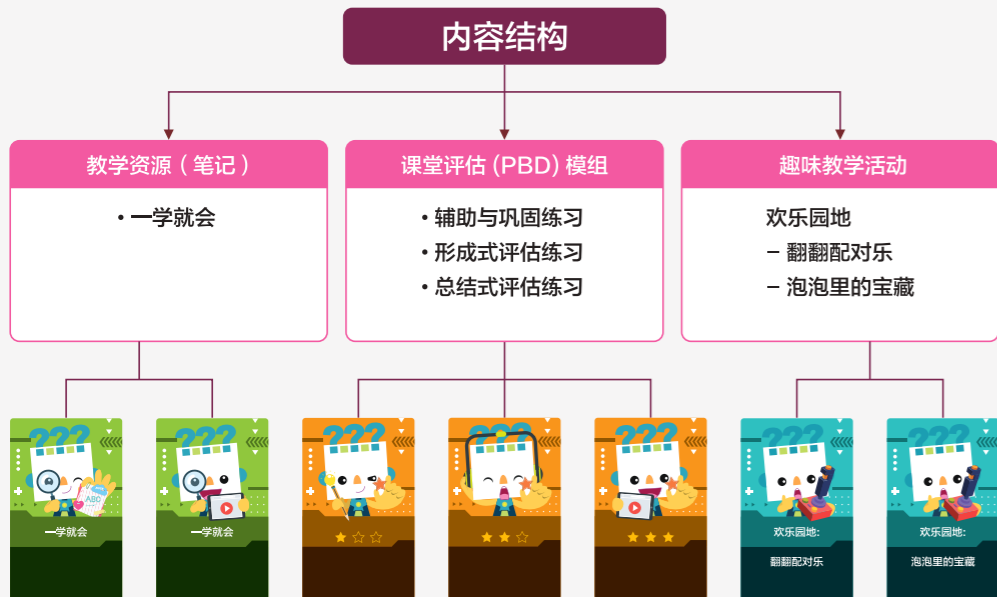 内容结构
教学资源（笔记）
• 一学就会
课堂评估 (PBD) 模组
• 辅助与巩固练习
• 形成式评估练习
• 总结式评估练习
趣味教学活动
欢乐园地
– 翻翻配对乐
– 泡泡里的宝藏
???
ABC
一学就会
???
一学就会
???
???
???
???
欢乐园地:
翻翻配对乐
???
欢乐园地:
泡泡里的宝藏